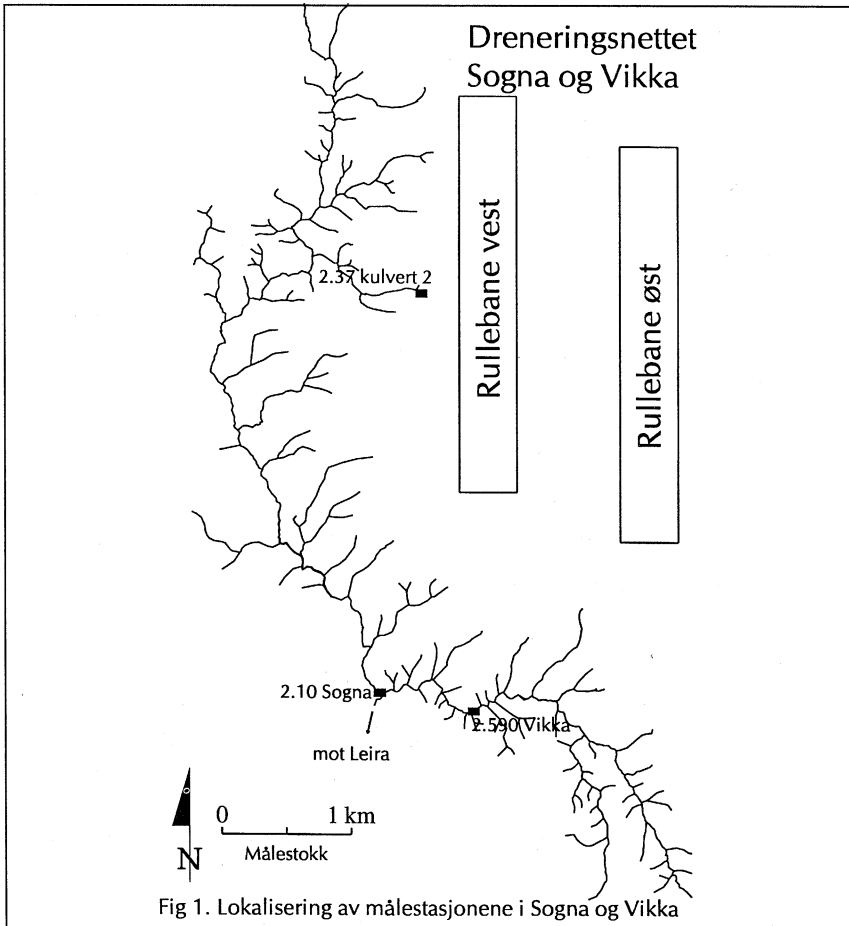 Dreneringsnettet
Sogna og Vikka
Rullebane vest
Rullebane øst
2.37 kulvert 2
2.10 Sogna
2.590 Vikka
mot Leira
0 1 km
Målestokk
N
Fig 1. Lokalisering av målestasjonene i Sogna og Vikka